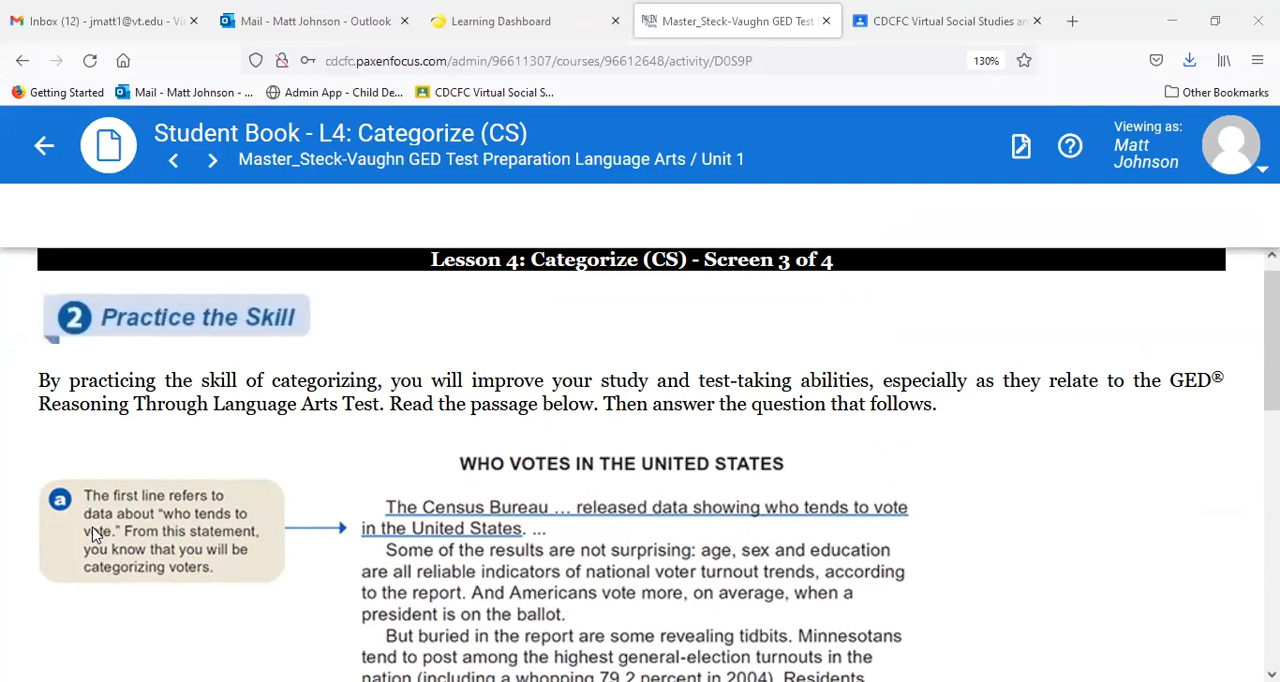 Inbox (12) - jmatt1@vt.edu - Vi
Mail - Matt Johnson - Outlook
Learning Dashboard
Master_Steck-Vaughn GED Test
CDCFC Virtual Social Studies an
cdcfc.paxenfocus.com/admin/96611307/courses/96612648/activity/D0S9P
130%
Getting Started
Mail - Matt Johnson - ...
Admin App - Child De...
CDCFC Virtual Social S...
Other Bookmarks
Student Book - L4: Categorize (CS)
Master_Steck-Vaughn GED Test Preparation Language Arts / Unit 1
Viewing as:
Matt
Johnson
Lesson 4: Categorize (CS) - Screen 3 of 4
2 Practice the Skill
By practicing the skill of categorizing, you will improve your study and test-taking abilities, especially as they relate to the GED®
Reasoning Through Language Arts Test. Read the passage below. Then answer the question that follows.
WHO VOTES IN THE UNITED STATES
a
The first line refers to
data about “who tends to
vote.” From this statement,
you know that you will be
categorizing voters.
The Census Bureau ... released data showing who tends to vote
in the United States. ...
Some of the results are not surprising: age, sex and education
are all reliable indicators of national voter turnout trends, according
to the report. And Americans vote more, on average, when a
president is on the ballot.
But buried in the report are some revealing tidbits. Minnesotans
tend to post among the highest general-election turnouts in the
nation (including a whopping 79.2 percent in 2004). Residents